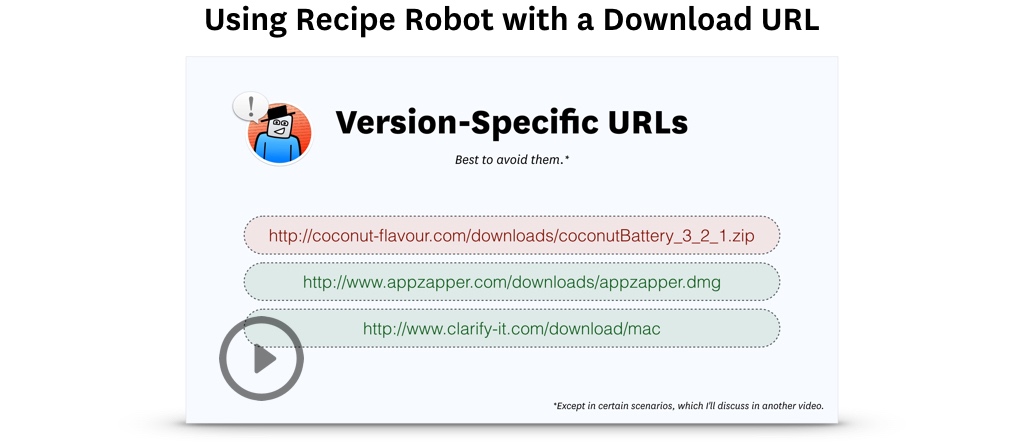 Using Recipe Robot with a Download URL
!
Version-Specific URLs
Best to avoid them.*
http://coconut-flavour.com/downloads/coconutBattery_3_2_1.zip
http://www.appzapper.com/downloads/appzapper.dmg
http://www.clarify-it.com/download/mac
*Except in certain scenarios, which I'll discuss in another video.